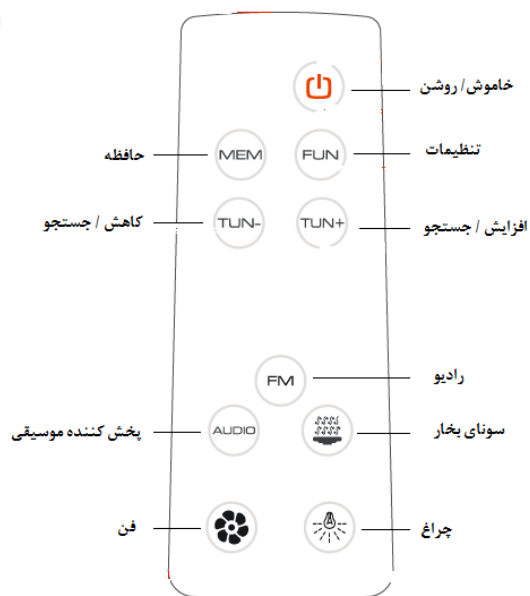 خاموش/ روشن
حافظه
MEM
FUN
تنظیمات
کاهش / جستجو
TUN-
TUN+
افزایش / جستجو
FM
رادیو
پخش کننده موسیقی
AUDIO
سونای بخار
فن
چراغ